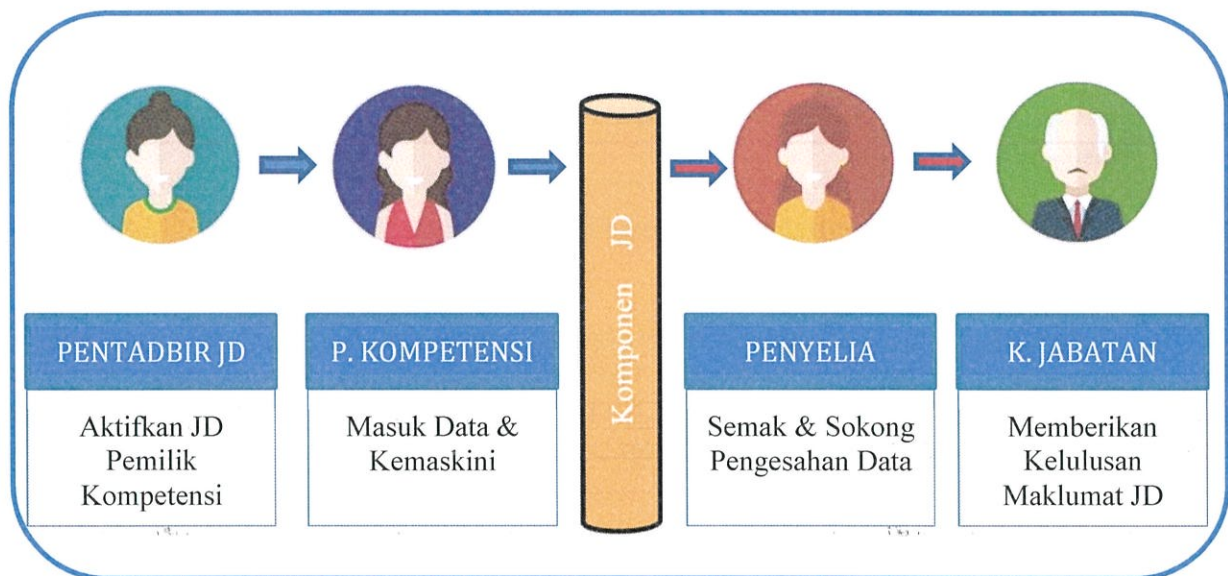 Komponen JD
PENTADBIR JD
Aktifkan JD
Pemilik
Kompetensi
P. KOMPETENSI
Masuk Data &
Kemaskini
PENYELIA
Semak & Sokong
Pengesahan Data
K. JABATAN
Memberikan
Kelulusan
Maklumat JD